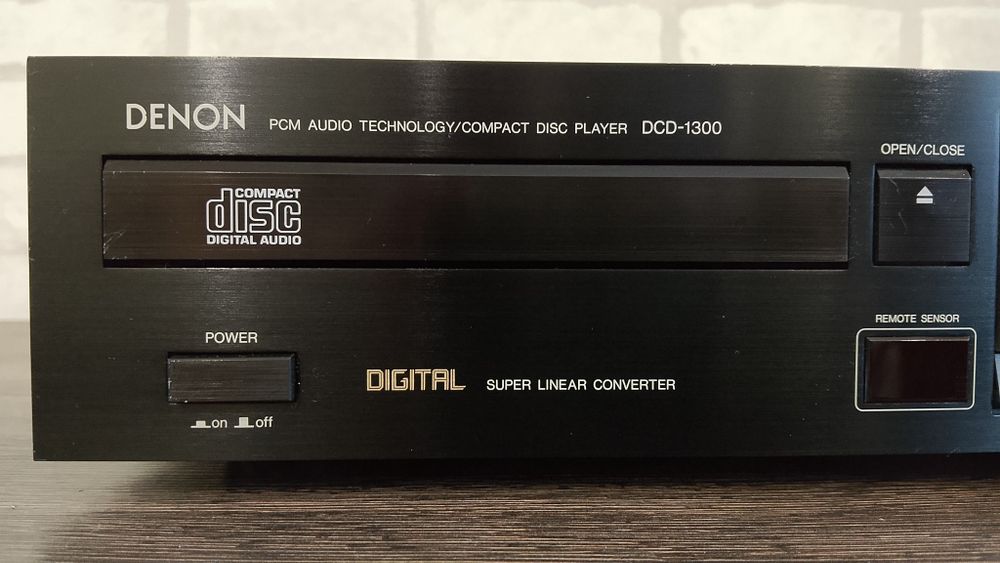 DENON PCM AUDIO TECHNOLOGY/COMPACT DISC PLAYER DCD-1300
OPEN/CLOSE
COMPACT
disc
DIGITAL AUDIO
REMOTE SENSOR
POWER
DIGITAL SUPER LINEAR CONVERTER
on off